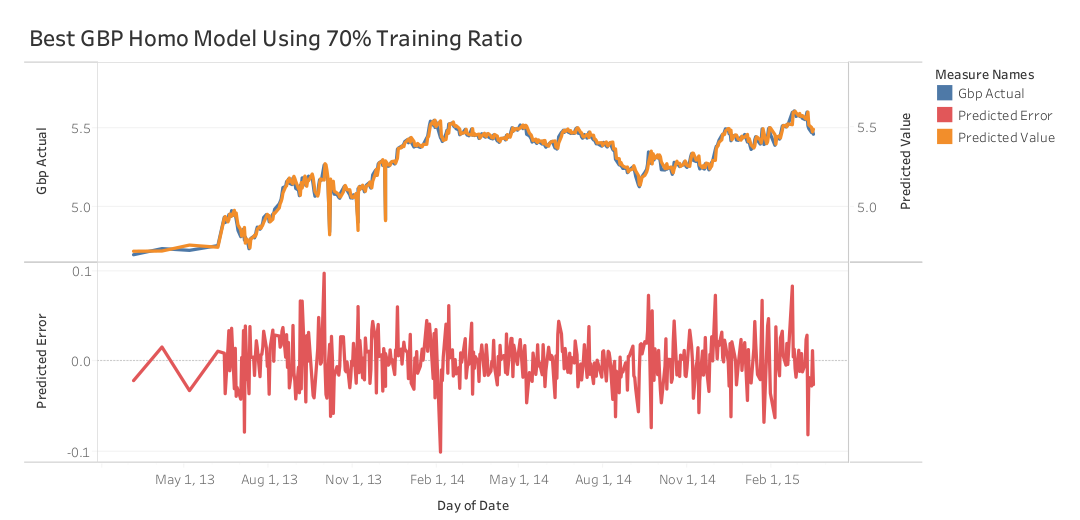 Best GBP Homo Model Using 70% Training Ratio
Measure Names
Gbp Actual
Predicted Error
Predicted Value
Gbp Actual
5.5
5.0
5.5
5.0
Predicted Value
Predicted Error
0.1
0.0
-0.1
May 1, 13
Aug 1, 13
Nov 1, 13
Feb 1, 14
May 1, 14
Aug 1, 14
Nov 1, 14
Feb 1, 15
Day of Date